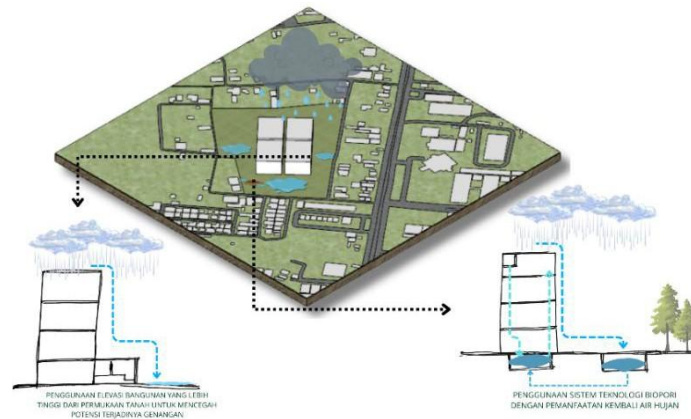 PENGGUNAAN ELEVASI BANGUNAN YANG LEBIH
TINGGI DARI PERMUKAAN TANAH UNTUK MENCEGAH
POTENSI TERJADINYA GENANGAN
PENGGUNAAN SISTEM TEKNOLOGI BIOPORI
DENGAN PEMANFAATAN KEMBALI AIR HUJAN